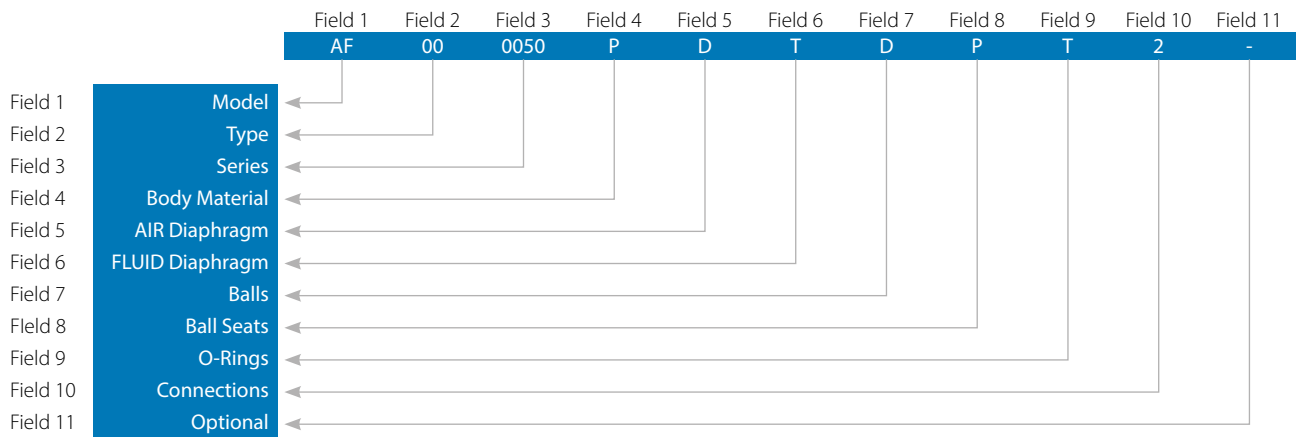 Field 1 Field 2 Field 3 Field 4 Field 5 Field 6 Field 7 Field 8 Field 9 Field 10 Field 11
AF 00 0050 P D T D P T 2 -
Field 1 Model
Field 2 Type
Field 3 Series
Field 4 Body Material
Field 5 AIR Diaphragm
Field 6 FLUID Diaphragm
Field 7 Balls
FIeld 8 Ball Seats
Field 9 O-Rings
Field 10 Connections
Field 11 Optional